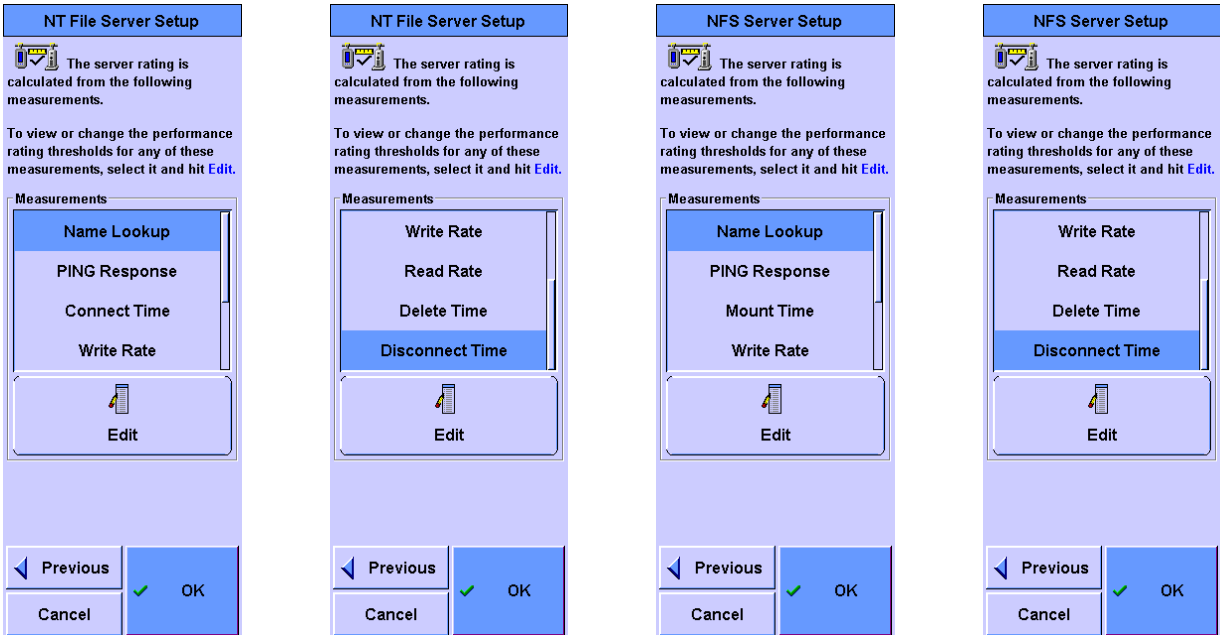 NT File Server Setup
The server rating is
calculated from the following
measurements.
To view or change the performance
rating thresholds for any of these
measurements, select it and hit Edit.
Measurements
Name Lookup
PING Response
Connect Time
Write Rate
Edit
Previous
Cancel
OK
NT File Server Setup
The server rating is
calculated from the following
measurements.
To view or change the performance
rating thresholds for any of these
measurements, select it and hit Edit.
Measurements
Write Rate
Read Rate
Delete Time
Disconnect Time
Edit
Previous
Cancel
OK
NFS Server Setup
The server rating is
calculated from the following
measurements.
To view or change the performance
rating thresholds for any of these
measurements, select it and hit Edit.
Measurements
Name Lookup
PING Response
Mount Time
Write Rate
Edit
Previous
Cancel
OK
NFS Server Setup
The server rating is
calculated from the following
measurements.
To view or change the performance
rating thresholds for any of these
measurements, select it and hit Edit.
Measurements
Write Rate
Read Rate
Delete Time
Disconnect Time
Edit
Previous
Cancel
OK